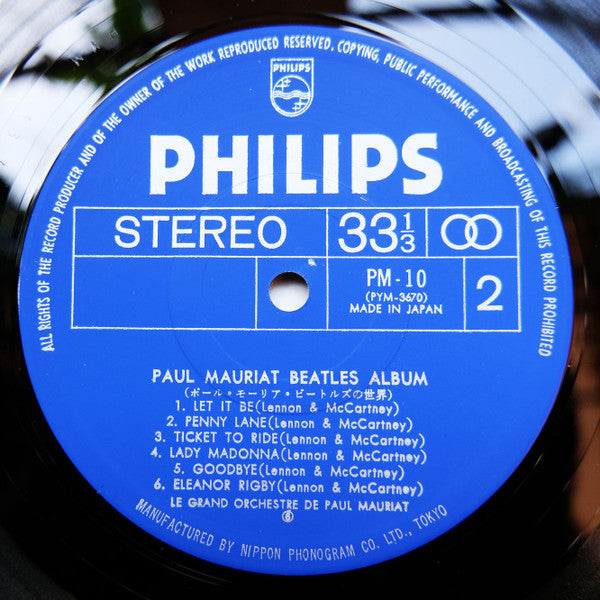 ALL RIGHTS OF THE RECORD PRODUCER AND OF THE OWNER OF THE WORK REPRODUCED RESERVED. COPYING, PUBLIC PERFORMANCE AND BROADCASTING OF THIS RECORD PROHIBITED
PHILIPS
PHILIPS
STEREO 33⅓
PM-10
(PYM-3670)
MADE IN JAPAN
2
PAUL MAURIAT BEATLES ALBUM
(ポール・モーリア・ビートルズの世界)
1. LET IT BE(Lennon & McCartney)
2. PENNY LANE(Lennon & McCartney)
3. TICKET TO RIDE(Lennon & McCartney)
4. LADY MADONNA(Lennon & McCartney)
5. GOODBYE(Lennon & McCartney)
6. ELEANOR RIGBY(Lennon & McCartney)
LE GRAND ORCHESTRE DE PAUL MAURIAT
MANUFACTURED BY NIPPON PHONOGRAM CO. LTD., TOKYO